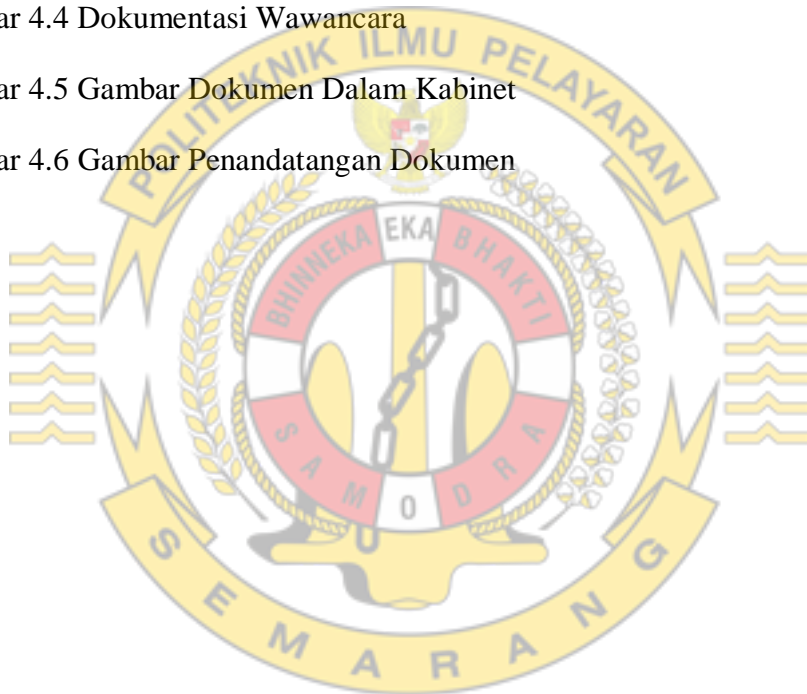 ar 4.4 Dokumentasi Wawancara
ar 4.5 Gambar Dokumen Dalam Kabinet
ar 4.6 Gambar Penandatangan Dokumen
POLITEKNIK ILMU PELAYARAN
BHINNEKA EKA BHAKTI
SAMODRA
SEMARANG